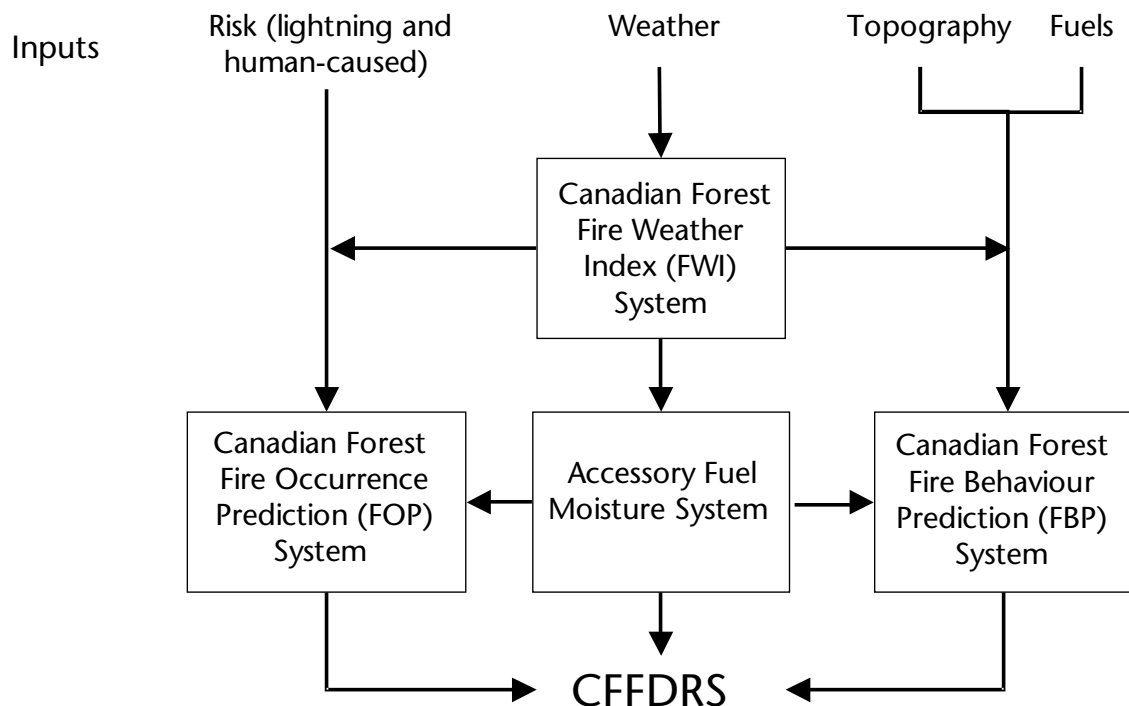 Inputs
Risk (lightning and
human-caused)
Weather
Topography
Fuels
Canadian Forest
Fire Weather
Index (FWI)
System
Canadian Forest
Fire Occurrence
Prediction (FOP)
System
Accessory Fuel
Moisture System
Canadian Forest
Fire Behaviour
Prediction (FBP)
System
CFFDRS